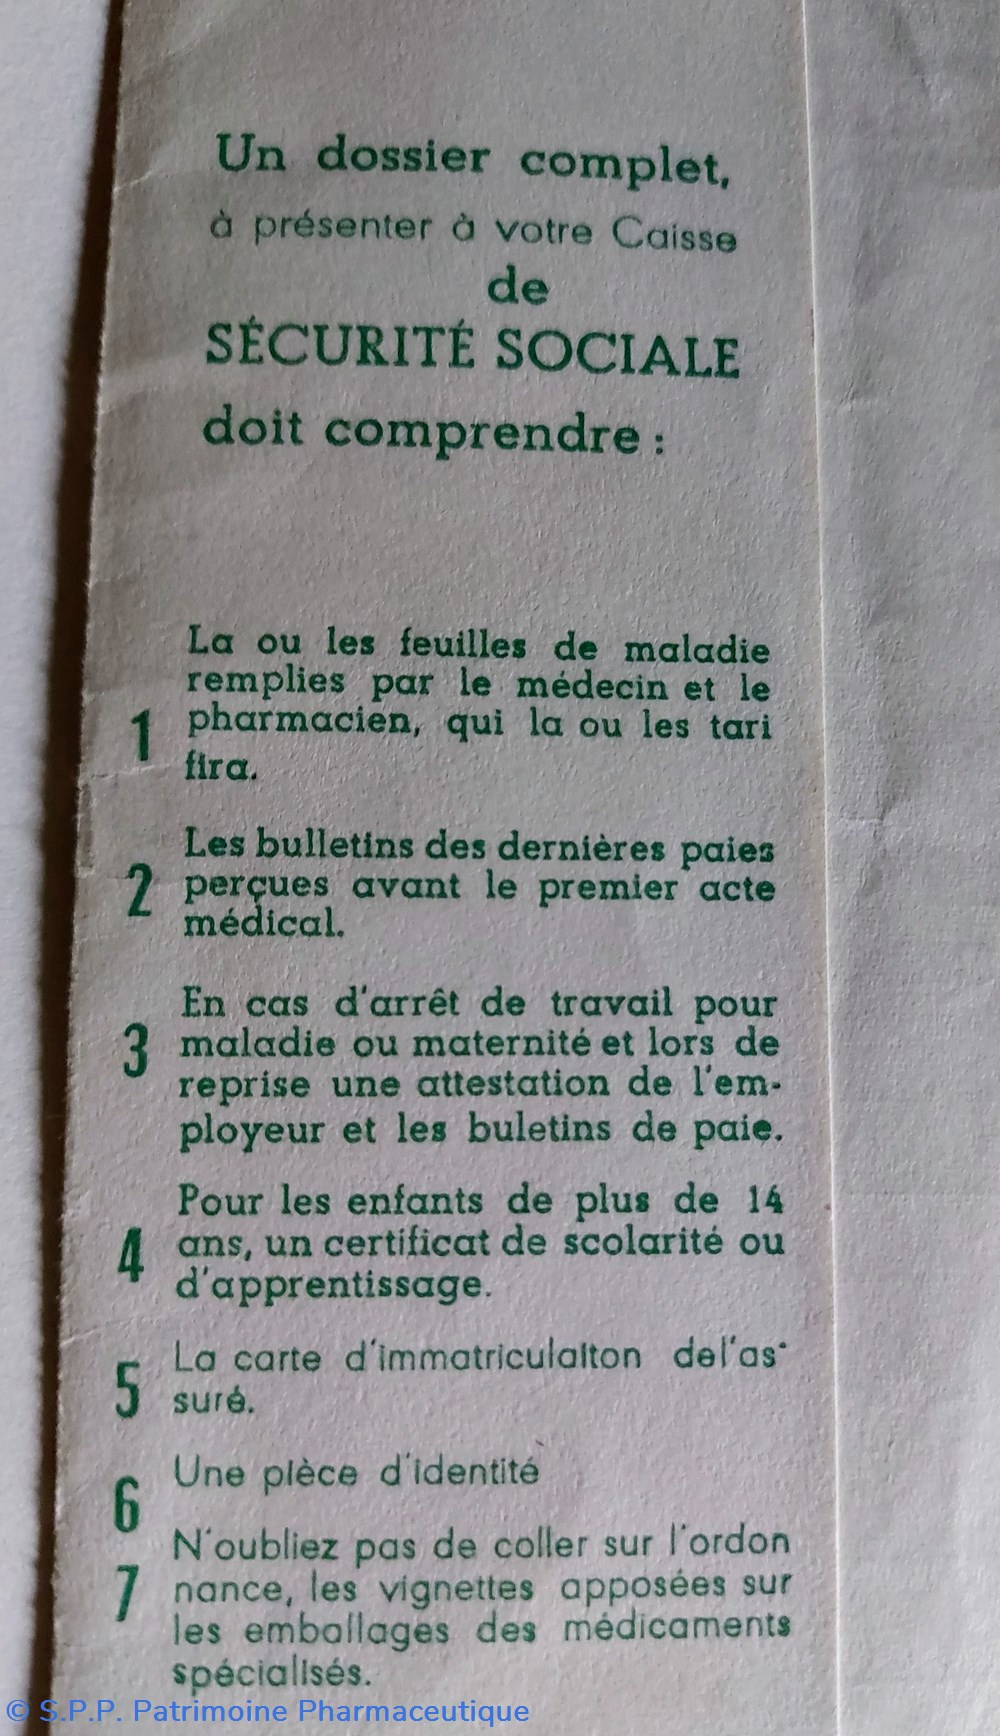 Un dossier complet,
à présenter à votre Caisse
de
SÉCURITÉ SOCIALE
doit comprendre :
1 La ou les feuilles de maladie
remplies par le médecin et le
pharmacien, qui la ou les tari
fira.
2 Les bulletins des dernières paies
perçues avant le premier acte
médical.
3 En cas d'arrêt de travail pour
maladie ou maternité et lors de
reprise une attestation de l'em-
ployeur et les buletins de paie.
4 Pour les enfants de plus de 14
ans, un certificat de scolarité ou
d'apprentissage.
5 La carte d'immatriculaiton del'as-
suré.
6 Une pièce d'identité
7 N'oubliez pas de coller sur l'ordon
nance, les vignettes apposées sur
les emballages des médicaments
spécialisés.
© S.P.P. Patrimoine Pharmaceutique